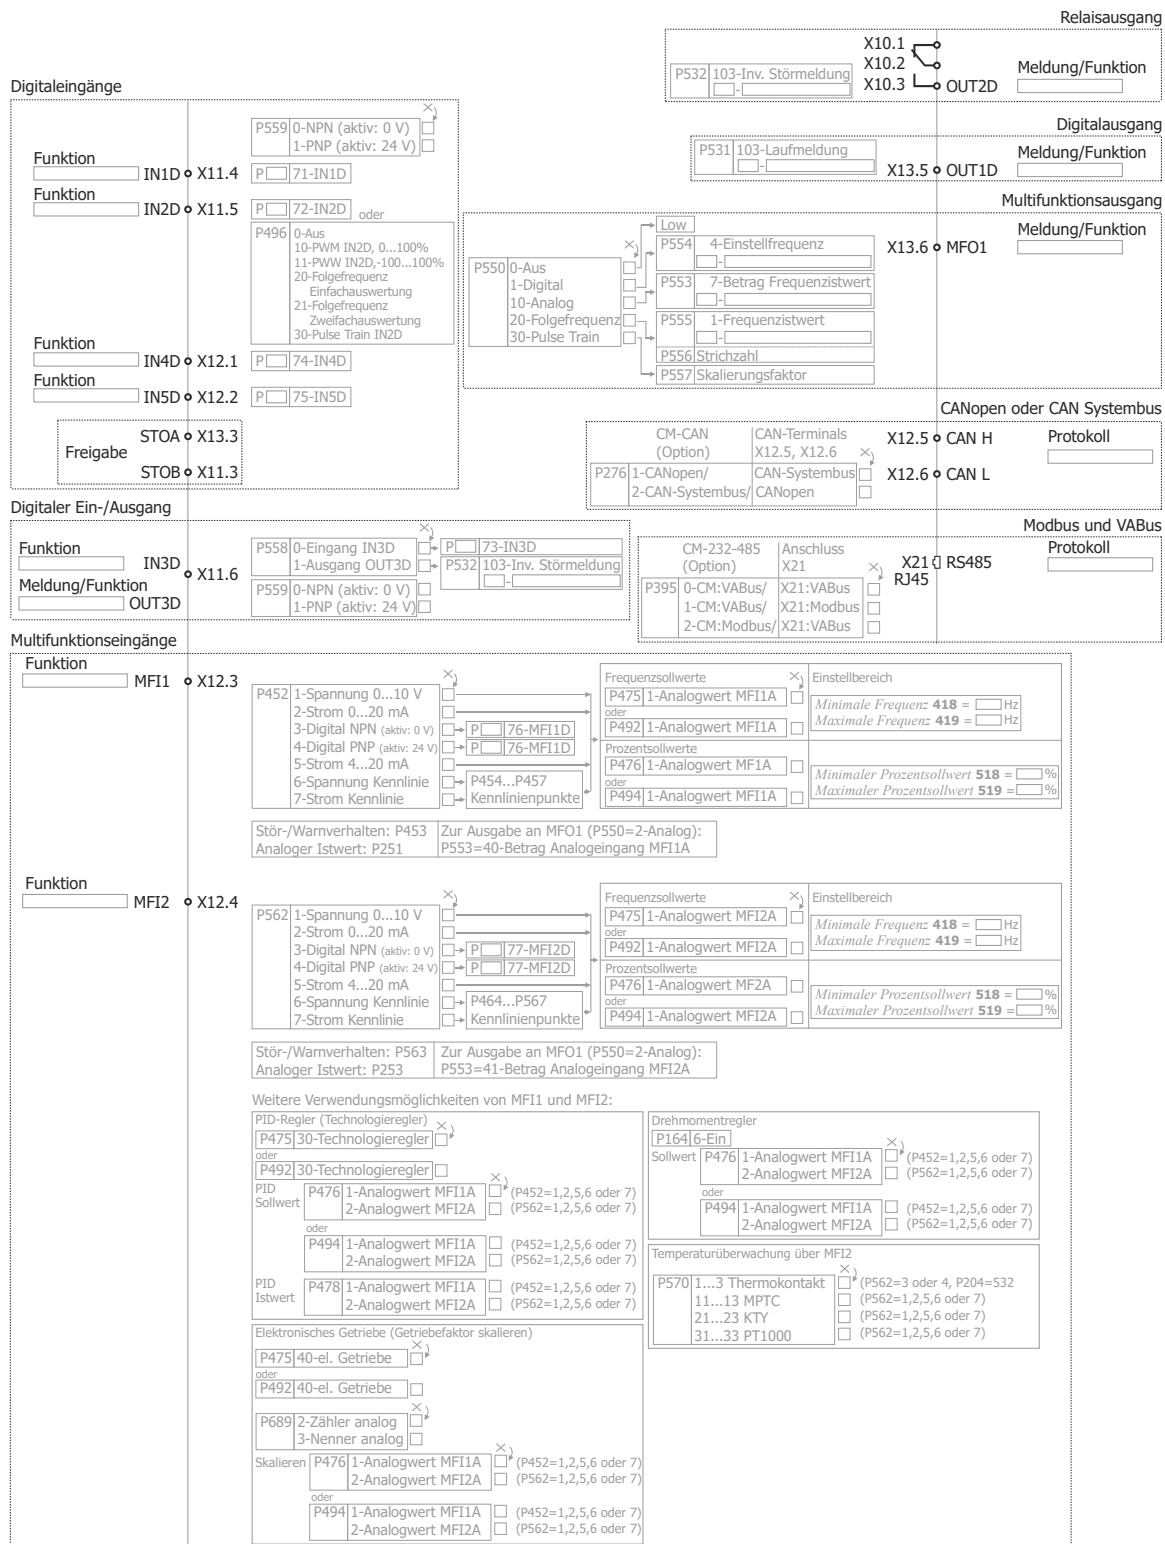 Relaisausgang
X10.1
X10.2
X10.3
OUT2D
P532 103-Inv. Störmeldung
-
Meldung/Funktion
Digitaleingänge
P559 0-NPN (aktiv: 0 V)
1-PNP (aktiv: 24 V)
Funktion
IN1D X11.4 P 71-IN1D
Funktion
IN2D X11.5 P 72-IN2D oder
P496 0-Aus
10-PWM IN2D, 0...100%
11-PWW IN2D,-100...100%
20-Folgefrequenz
Einfachauswertung
21-Folgefrequenz
Zweifachauswertung
30-Pulse Train IN2D
Funktion
IN4D X12.1 P 74-IN4D
Funktion
IN5D X12.2 P 75-IN5D
Freigabe
STOA X13.3
STOB X11.3
Digitalausgang
P531 103-Laufmeldung
-
X13.5 OUT1D
Meldung/Funktion
Multifunktionsausgang
Meldung/Funktion
X13.6 MFO1
P550 0-Aus
1-Digital
10-Analog
20-Folgefrequenz
30-Pulse Train
Low
P554 4-Einstellfrequenz
-
P553 7-Betrag Frequenzistwert
-
P555 1-Frequenzistwert
-
P556 Strichzahl
P557 Skalierungsfaktor
CANopen oder CAN Systembus
CM-CAN CAN-Terminals
(Option) X12.5, X12.6
P276 1-CANopen/ CAN-Systembus
2-CAN-Systembus/ CANopen
X12.5 CAN H
X12.6 CAN L
Protokoll
Digitaler Ein-/Ausgang
Funktion
IN3D
X11.6
Meldung/Funktion
OUT3D
P558 0-Eingang IN3D P 73-IN3D
1-Ausgang OUT3D P532 103-Inv. Störmeldung
-
P559 0-NPN (aktiv: 0 V)
1-PNP (aktiv: 24 V)
Modbus und VABus
CM-232-485 Anschluss
(Option) X21
P395 0-CM:VABus/ X21:VABus
1-CM:VABus/ X21:Modbus
2-CM:Modbus/ X21:VABus
X21 RS485
RJ45
Protokoll
Multifunktionseingänge
Funktion
MFI1 X12.3
P452 1-Spannung 0...10 V
2-Strom 0...20 mA
3-Digital NPN (aktiv: 0 V) P 76-MFI1D
4-Digital PNP (aktiv: 24 V) P 76-MFI1D
5-Strom 4...20 mA
6-Spannung Kennlinie P454...P457
7-Strom Kennlinie Kennlinienpunkte
Frequenzsollwerte
P475 1-Analogwert MFI1A
oder
P492 1-Analogwert MFI1A
Einstellbereich
Minimale Frequenz 418 = Hz
Maximale Frequenz 419 = Hz
Prozentsollwerte
P476 1-Analogwert MF1A
oder
P494 1-Analogwert MFI1A
Minimaler Prozentsollwert 518 = %
Maximaler Prozentsollwert 519 = %
Stör-/Warnverhalten: P453 Zur Ausgabe an MFO1 (P550=2-Analog):
Analoger Istwert: P251 P553=40-Betrag Analogeingang MFI1A
Funktion
MFI2 X12.4
P562 1-Spannung 0...10 V
2-Strom 0...20 mA
3-Digital NPN (aktiv: 0 V) P 77-MFI2D
4-Digital PNP (aktiv: 24 V) P 77-MFI2D
5-Strom 4...20 mA
6-Spannung Kennlinie P464...P567
7-Strom Kennlinie Kennlinienpunkte
Frequenzsollwerte
P475 1-Analogwert MFI2A
oder
P492 1-Analogwert MFI2A
Einstellbereich
Minimale Frequenz 418 = Hz
Maximale Frequenz 419 = Hz
Prozentsollwerte
P476 1-Analogwert MF2A
oder
P494 1-Analogwert MFI2A
Minimaler Prozentsollwert 518 = %
Maximaler Prozentsollwert 519 = %
Stör-/Warnverhalten: P563 Zur Ausgabe an MFO1 (P550=2-Analog):
Analoger Istwert: P253 P553=41-Betrag Analogeingang MFI2A
Weitere Verwendungsmöglichkeiten von MFI1 und MFI2:
PID-Regler (Technologieregler)
P475 30-Technologieregler
oder
P492 30-Technologieregler
PID
Sollwert
P476 1-Analogwert MFI1A (P452=1,2,5,6 oder 7)
2-Analogwert MFI2A (P562=1,2,5,6 oder 7)
oder
P494 1-Analogwert MFI1A (P452=1,2,5,6 oder 7)
2-Analogwert MFI2A (P562=1,2,5,6 oder 7)
PID
Istwert
P478 1-Analogwert MFI1A (P452=1,2,5,6 oder 7)
2-Analogwert MFI2A (P562=1,2,5,6 oder 7)
Drehmomentregler
P164 6-Ein
Sollwert P476 1-Analogwert MFI1A (P452=1,2,5,6 oder 7)
2-Analogwert MFI2A (P562=1,2,5,6 oder 7)
oder
P494 1-Analogwert MFI1A (P452=1,2,5,6 oder 7)
2-Analogwert MFI2A (P562=1,2,5,6 oder 7)
Temperaturüberwachung über MFI2
P570 1...3 Thermokontakt (P562=3 oder 4, P204=532
11...13 MPTC (P562=1,2,5,6 oder 7)
21...23 KTY (P562=1,2,5,6 oder 7)
31...33 PT1000 (P562=1,2,5,6 oder 7)
Elektronisches Getriebe (Getriebefaktor skalieren)
P475 40-el. Getriebe
oder
P492 40-el. Getriebe
P689 2-Zähler analog
3-Nenner analog
Skalieren P476 1-Analogwert MFI1A (P452=1,2,5,6 oder 7)
2-Analogwert MFI2A (P562=1,2,5,6 oder 7)
oder
P494 1-Analogwert MFI1A (P452=1,2,5,6 oder 7)
2-Analogwert MFI2A (P562=1,2,5,6 oder 7)